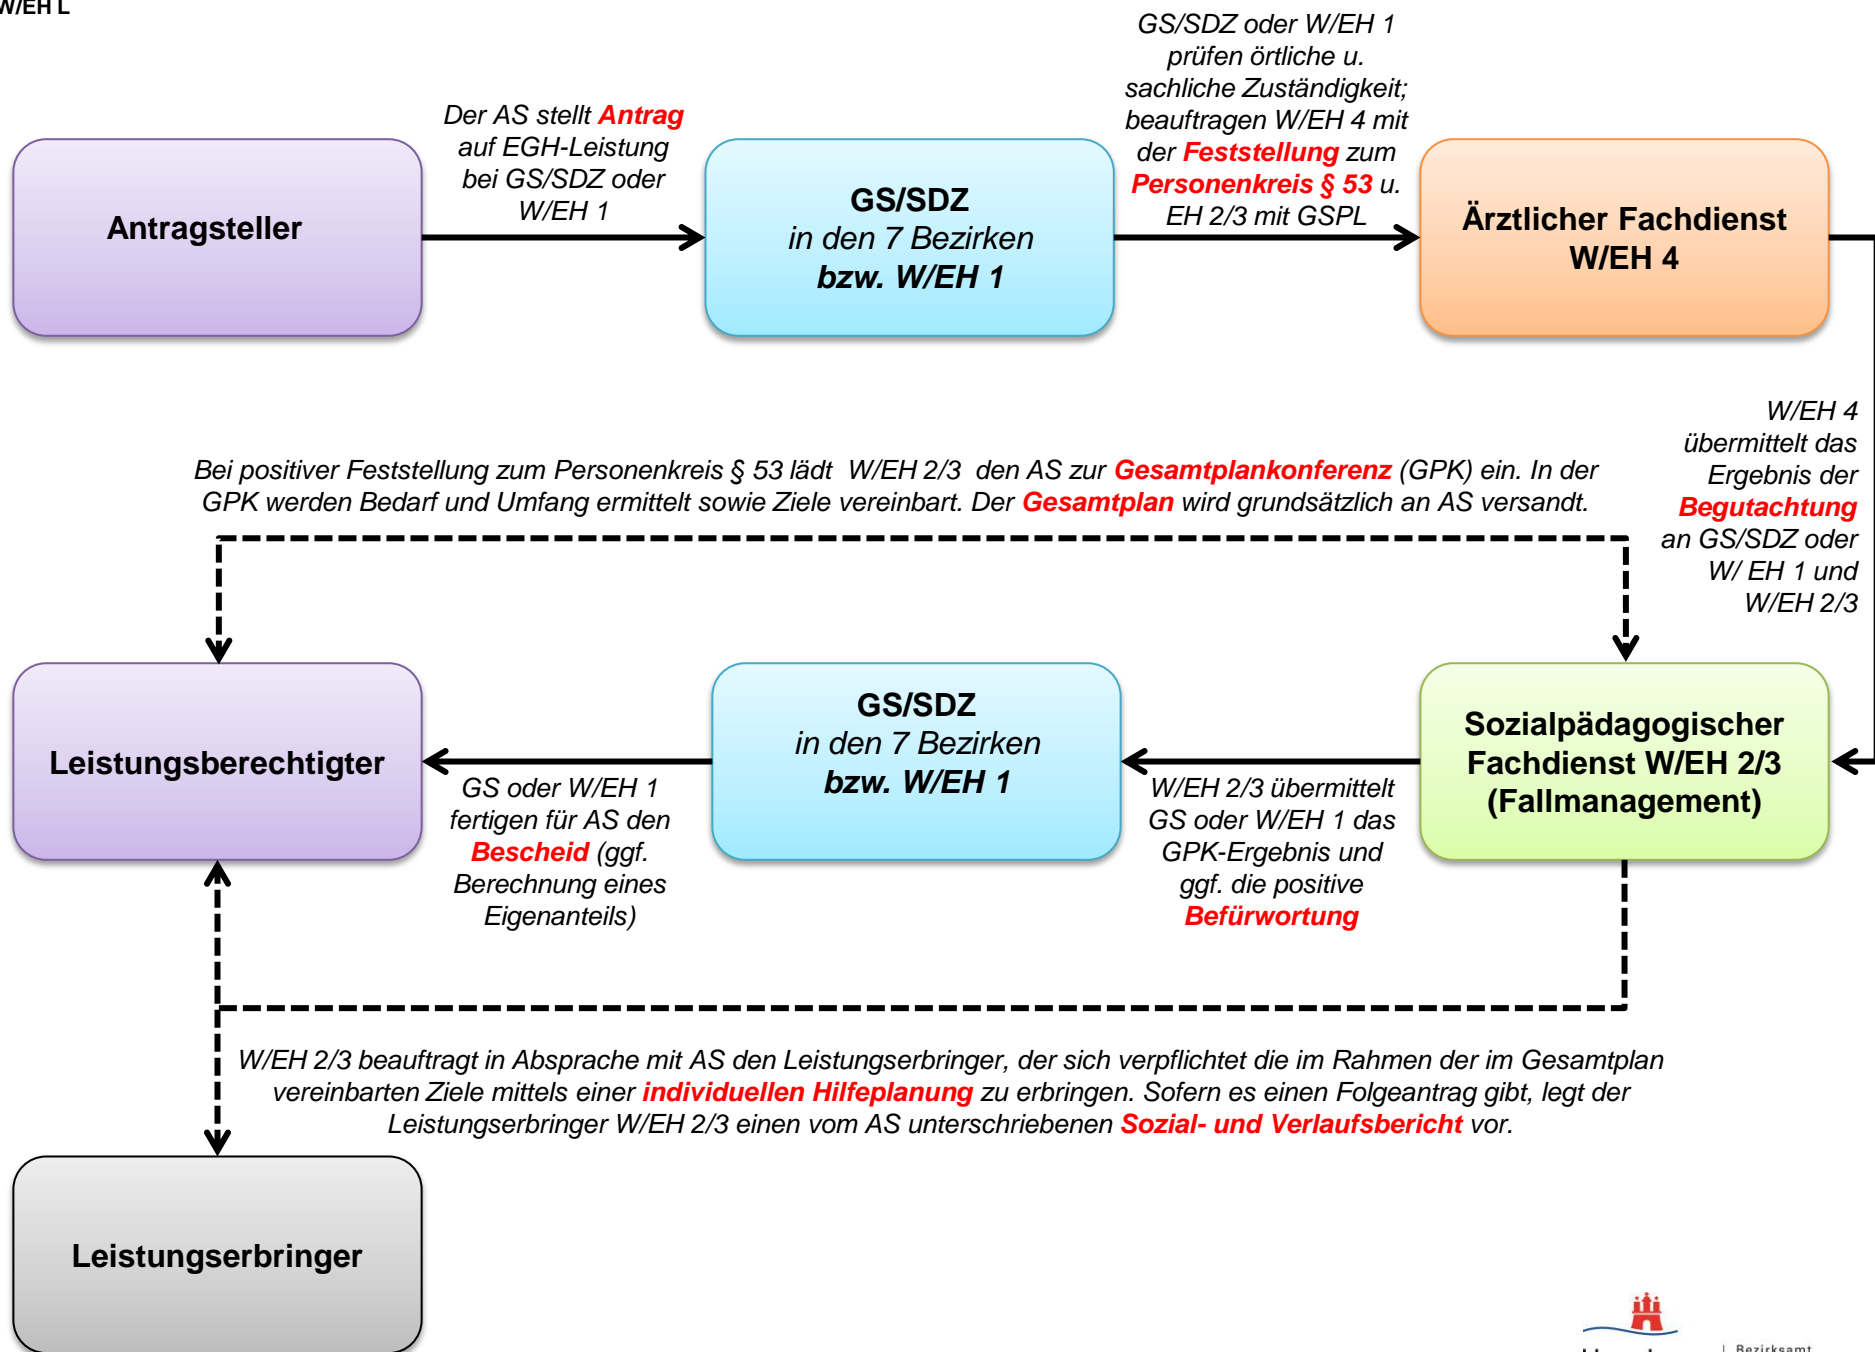 W/EH L
Der AS stellt Antrag
auf EGH-Leistung
bei GS/SDZ oder
W/EH 1
GS/SDZ oder W/EH 1
prüfen örtliche u.
sachliche Zuständigkeit;
beauftragen W/EH 4 mit
der Feststellung zum
Personenkreis § 53 u.
EH 2/3 mit GSPL
Antragsteller
GS/SDZ
in den 7 Bezirken
bzw. W/EH 1
Ärztlicher Fachdienst
W/EH 4
W/EH 4
übermittelt das
Ergebnis der
Begutachtung
an GS/SDZ oder
W/ EH 1 und
W/EH 2/3
Bei positiver Feststellung zum Personenkreis § 53 lädt W/EH 2/3 den AS zur Gesamtplankonferenz (GPK) ein. In der
GPK werden Bedarf und Umfang ermittelt sowie Ziele vereinbart. Der Gesamtplan wird grundsätzlich an AS versandt.
Leistungsberechtigter
GS/SDZ
in den 7 Bezirken
bzw. W/EH 1
Sozialpädagogischer
Fachdienst W/EH 2/3
(Fallmanagement)
GS oder W/EH 1
fertigen für AS den
Bescheid (ggf.
Berechnung eines
Eigenanteils)
W/EH 2/3 übermittelt
GS oder W/EH 1 das
GPK-Ergebnis und
ggf. die positive
Befürwortung
W/EH 2/3 beauftragt in Absprache mit AS den Leistungserbringer, der sich verpflichtet die im Rahmen der im Gesamtplan
vereinbarten Ziele mittels einer individuellen Hilfeplanung zu erbringen. Sofern es einen Folgeantrag gibt, legt der
Leistungserbringer W/EH 2/3 einen vom AS unterschriebenen Sozial- und Verlaufsbericht vor.
Leistungserbringer
Bezirksamt